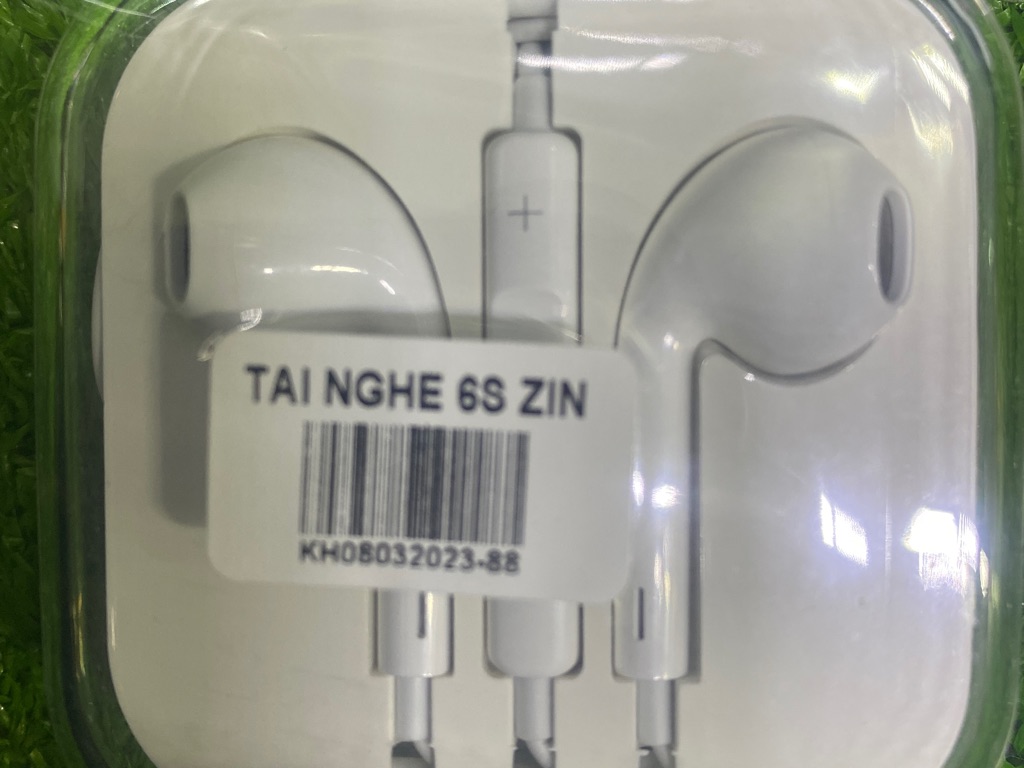 +
TAI NGHE 6S ZIN
KH08032023-88